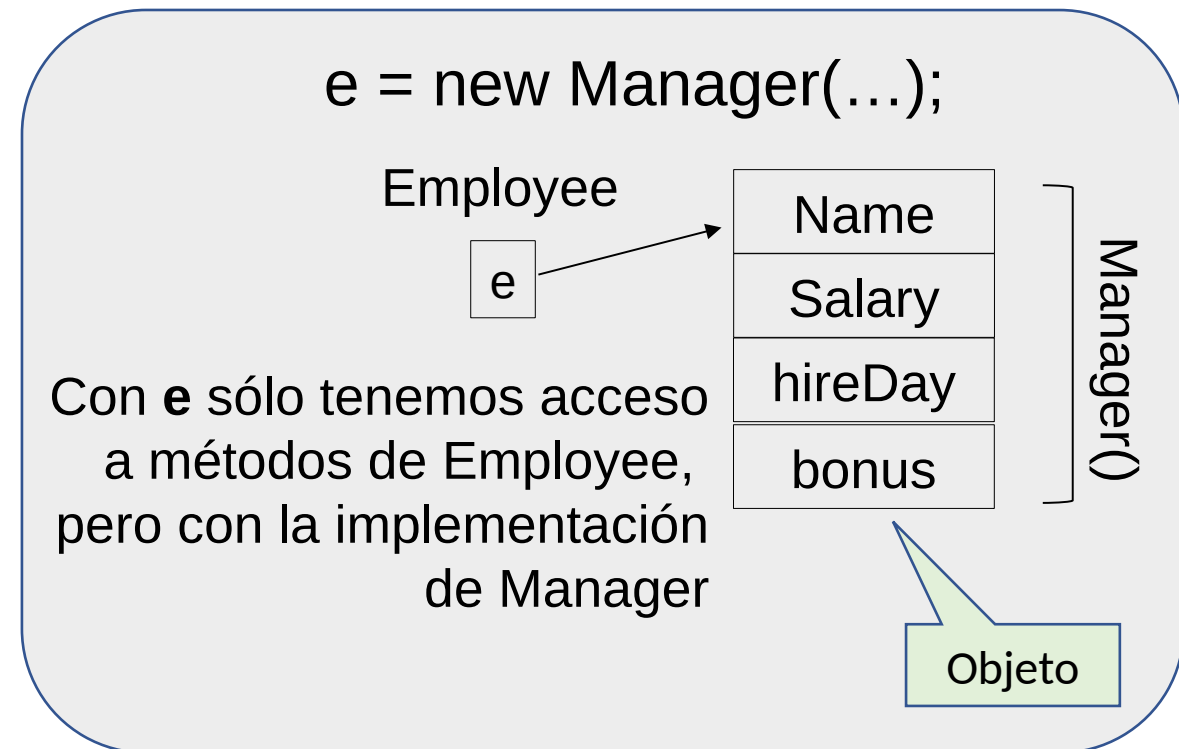 e = new Manager(…);
Employee
e
Name
Salary
hireDay
bonus
Manager()
Con e sólo tenemos acceso
a métodos de Employee,
pero con la implementación
de Manager
Objeto